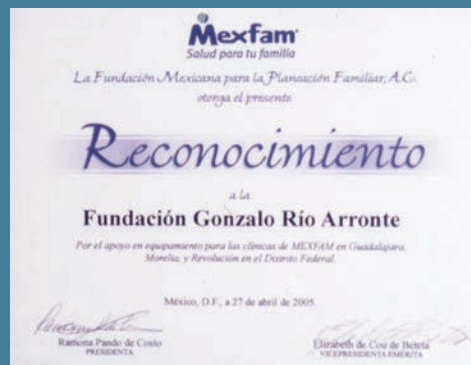 Mexfam
Salud para tu familia
La Fundación Mexicana para la Planeación Familiar, A.C.
otorga el presente
Reconocimiento
a la
Fundación Gonzalo Río Arronte
Por el apoyo en equipamiento para las clínicas de MEXFAM en Guadalajara,
Morelia, y Revolución en el Distrito Federal.
México, D.F., a 27 de abril de 2005.
Ramona Pando de Cosío
PRESIDENTA
Elizabeth de Cou de Beteta
VICEPRESIDENTA EMÉRITA